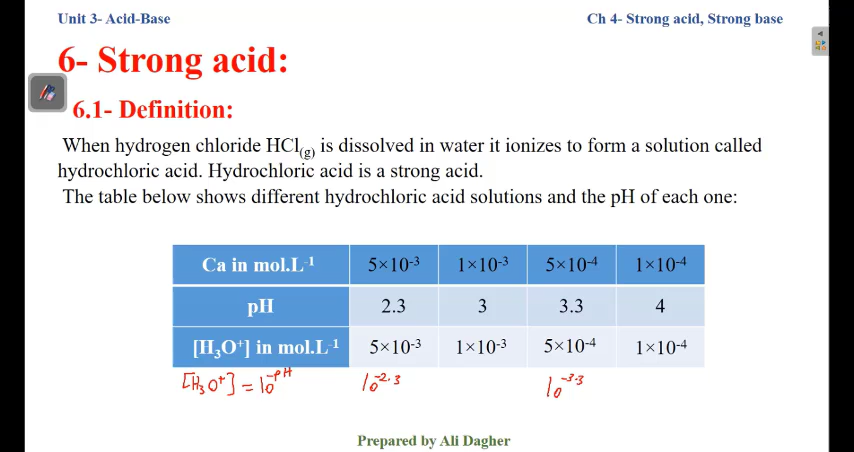 Unit 3- Acid-Base Ch 4- Strong acid, Strong base
6- Strong acid:
6.1- Definition:
When hydrogen chloride HCl(g) is dissolved in water it ionizes to form a solution called
hydrochloric acid. Hydrochloric acid is a strong acid.
The table below shows different hydrochloric acid solutions and the pH of each one:
Ca in mol.L⁻¹ 5×10⁻³ 1×10⁻³ 5×10⁻⁴ 1×10⁻⁴
pH 2.3 3 3.3 4
[H₃O⁺] in mol.L⁻¹ 5×10⁻³ 1×10⁻³ 5×10⁻⁴ 1×10⁻⁴
[H₃O⁺] = 10^-pH 10^-2.3 10^-3.3
Prepared by Ali Dagher